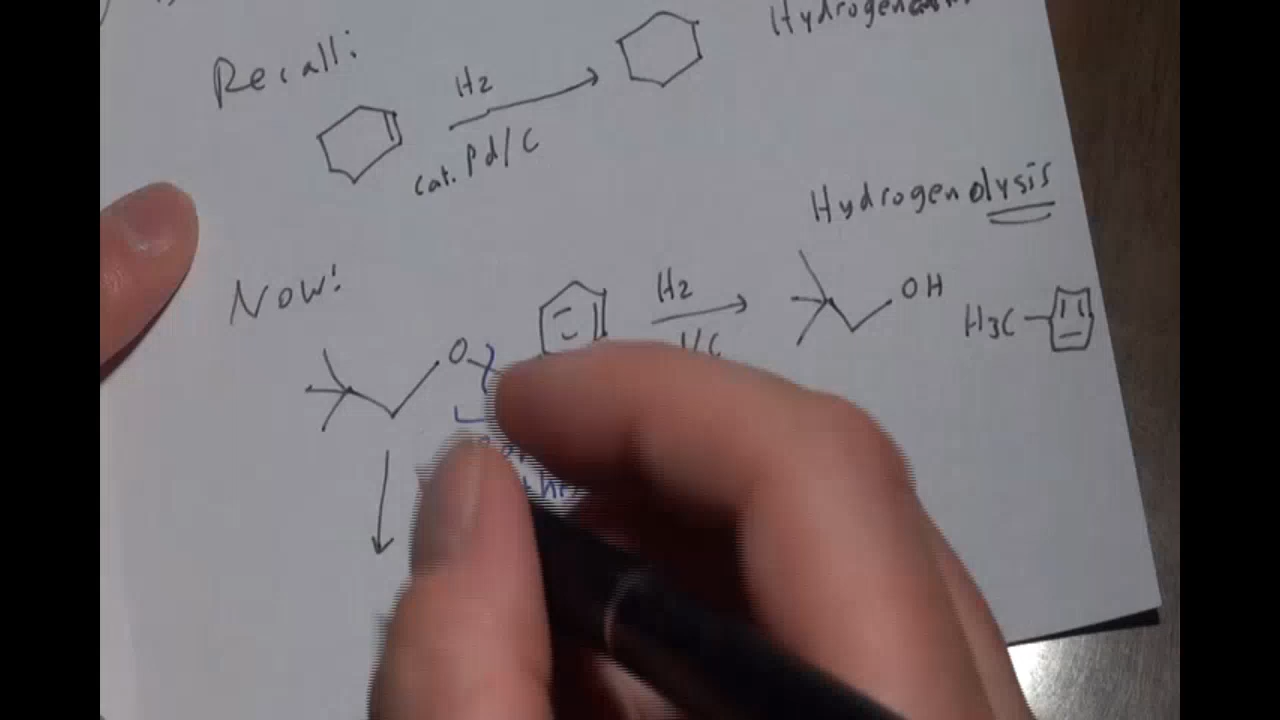 Recall:
H2
cat. Pd/C
Hydrogenolysis
Now!
O
H2
/C
OH
H3C